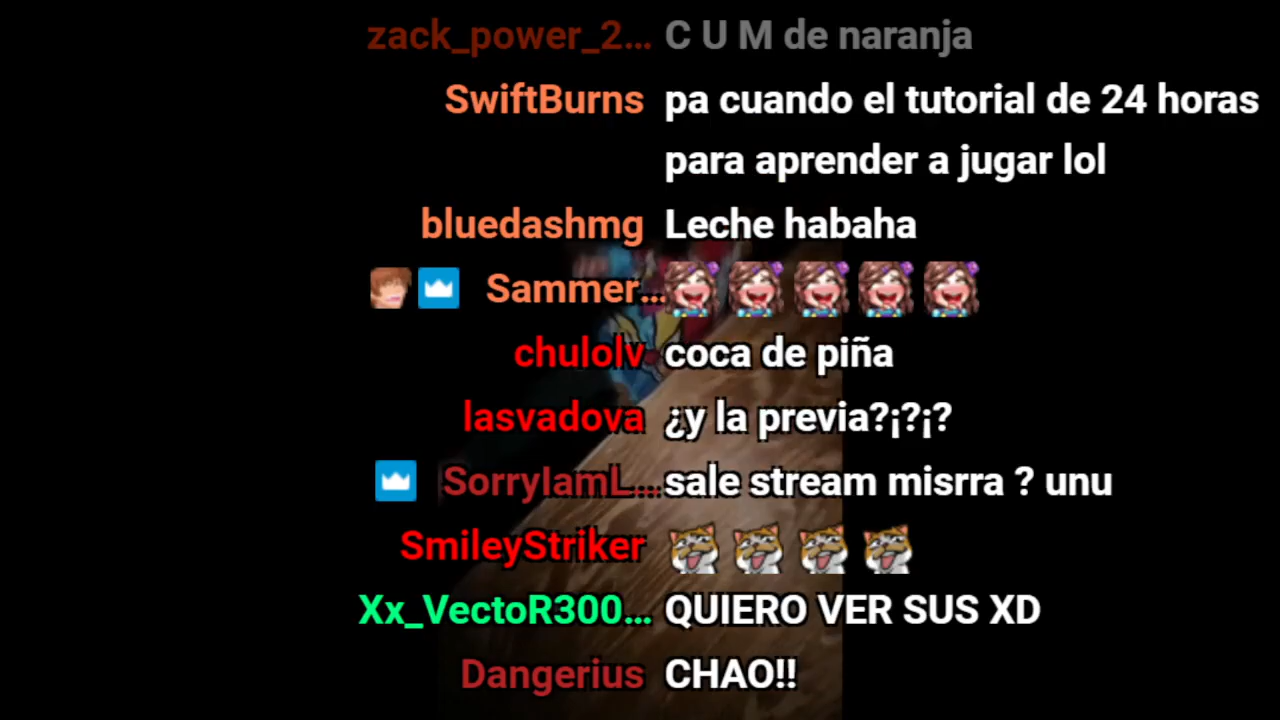 zack_power_2... C U M de naranja
SwiftBurns pa cuando el tutorial de 24 horas
para aprender a jugar lol
bluedashmg Leche habaha
Sammer...
chulolv coca de piña
lasvadova ¿y la previa?¡?¡?
SorryIamL... sale stream misrra ? unu
SmileyStriker
Xx_VectoR300... QUIERO VER SUS XD
Dangerius CHAO!!